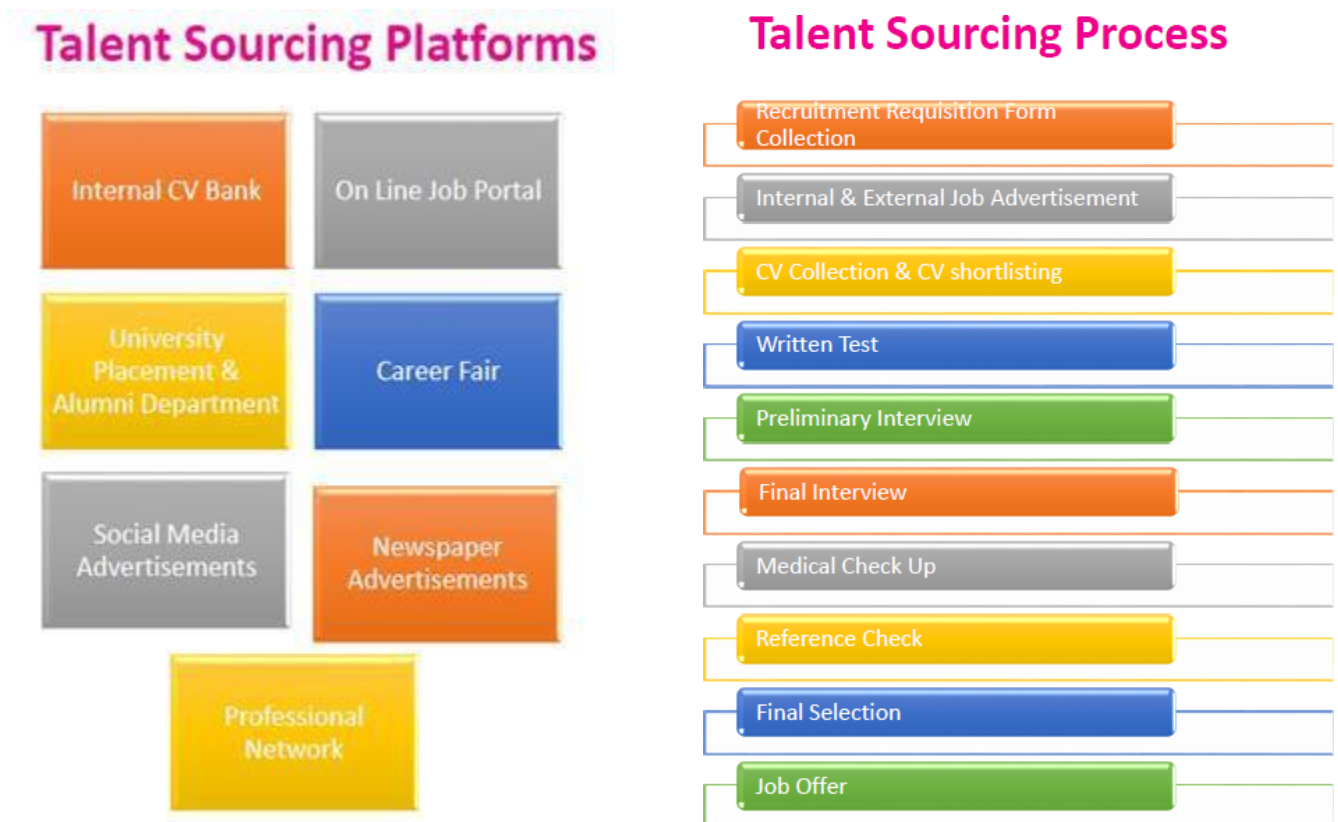 Talent Sourcing Platforms
Internal CV Bank
On Line Job Portal
University
Placement &
Alumni Department
Career Fair
Social Media
Advertisements
Newspaper
Advertisements
Professional
Network
Talent Sourcing Process
Recruitment Requisition Form
Collection
Internal & External Job Advertisement
CV Collection & CV shortlisting
Written Test
Preliminary Interview
Final Interview
Medical Check Up
Reference Check
Final Selection
Job Offer